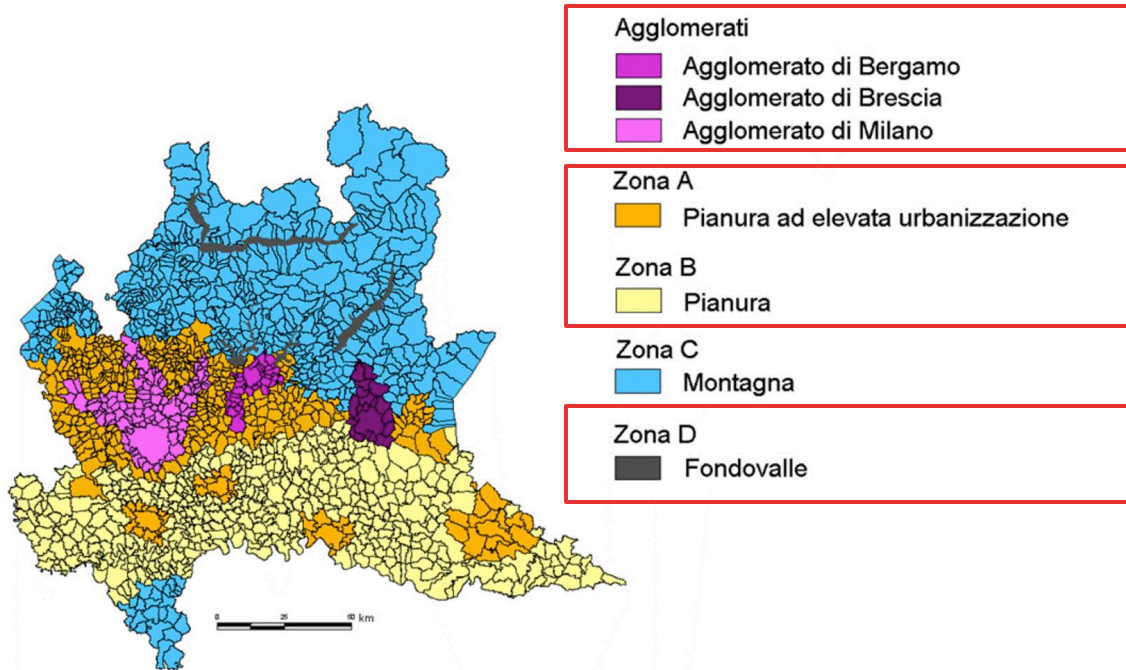 Agglomerati
Agglomerato di Bergamo
Agglomerato di Brescia
Agglomerato di Milano
Zona A
Pianura ad elevata urbanizzazione
Zona B
Pianura
Zona C
Montagna
Zona D
Fondovalle
0 25 50 km